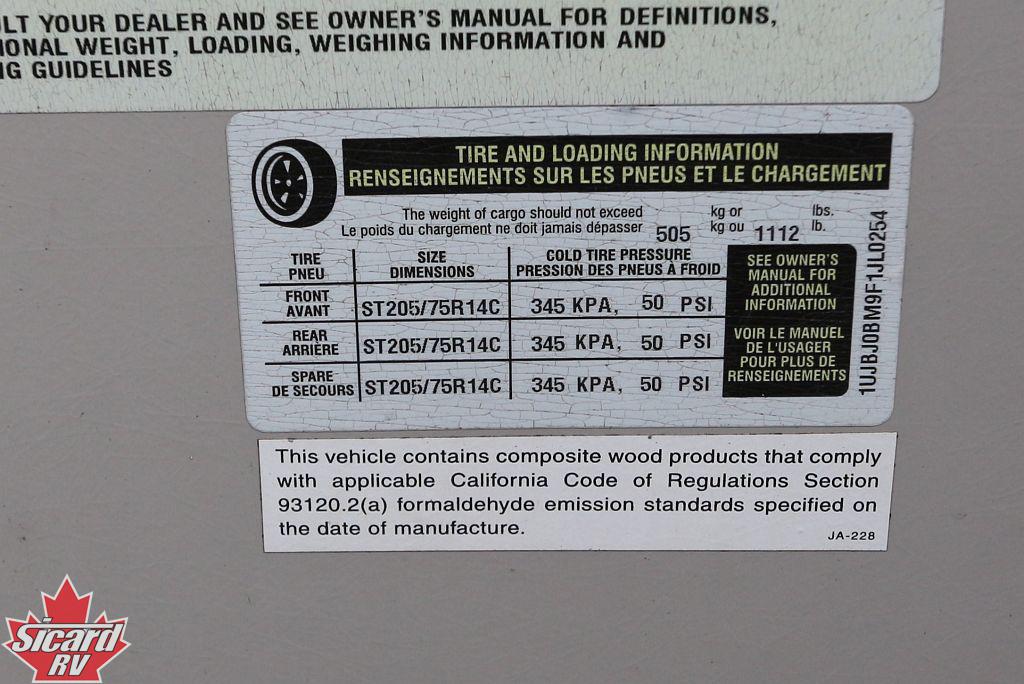 LT YOUR DEALER AND SEE OWNER'S MANUAL FOR DEFINITIONS,
IONAL WEIGHT, LOADING, WEIGHING INFORMATION AND
NG GUIDELINES
TIRE AND LOADING INFORMATION
RENSEIGNEMENTS SUR LES PNEUS ET LE CHARGEMENT
The weight of cargo should not exceed kg or lbs.
Le poids du chargement ne doit jamais dépasser 505 kg ou 1112 lb.
TIRE SIZE COLD TIRE PRESSURE
PNEU DIMENSIONS PRESSION DES PNEUS À FROID
FRONT
AVANT ST205/75R14C 345 KPA, 50 PSI
REAR
ARRIÈRE ST205/75R14C 345 KPA, 50 PSI
SPARE
DE SECOURS ST205/75R14C 345 KPA, 50 PSI
SEE OWNER'S
MANUAL FOR
ADDITIONAL
INFORMATION
VOIR LE MANUEL
DE L'USAGER
POUR PLUS DE
RENSEIGNEMENTS
1UJBJ0BM9F1JL0254
This vehicle contains composite wood products that comply
with applicable California Code of Regulations Section
93120.2(a) formaldehyde emission standards specified on
the date of manufacture.
JA-228
Sicard
RV